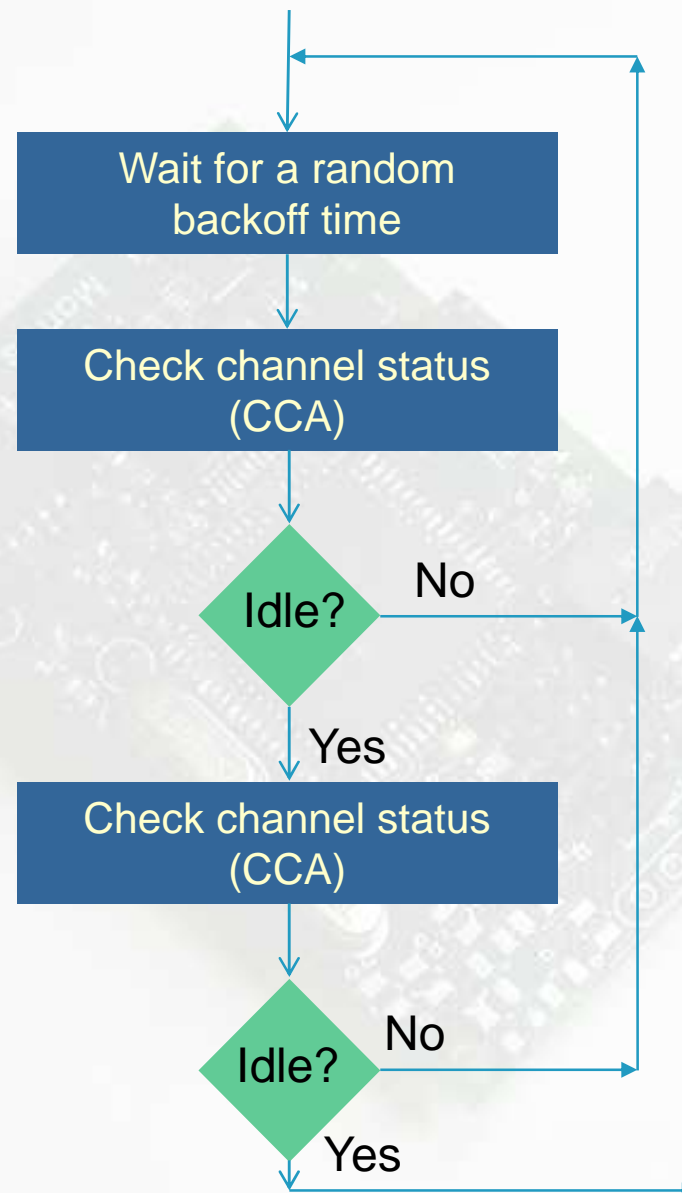 Wait for a random
backoff time
Check channel status
(CCA)
Idle?
No
Yes
Check channel status
(CCA)
Idle?
No
Yes